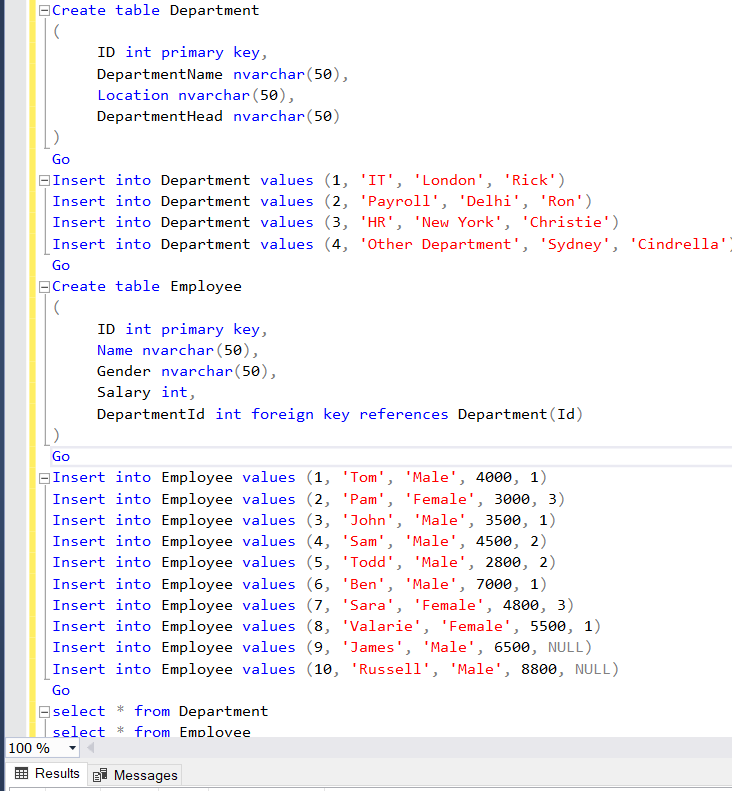 Create table Department
(
ID int primary key,
DepartmentName nvarchar(50),
Location nvarchar(50),
DepartmentHead nvarchar(50)
)
Go
Insert into Department values (1, 'IT', 'London', 'Rick')
Insert into Department values (2, 'Payroll', 'Delhi', 'Ron')
Insert into Department values (3, 'HR', 'New York', 'Christie')
Insert into Department values (4, 'Other Department', 'Sydney', 'Cindrella')
Go
Create table Employee
(
ID int primary key,
Name nvarchar(50),
Gender nvarchar(50),
Salary int,
DepartmentId int foreign key references Department(Id)
)
Go
Insert into Employee values (1, 'Tom', 'Male', 4000, 1)
Insert into Employee values (2, 'Pam', 'Female', 3000, 3)
Insert into Employee values (3, 'John', 'Male', 3500, 1)
Insert into Employee values (4, 'Sam', 'Male', 4500, 2)
Insert into Employee values (5, 'Todd', 'Male', 2800, 2)
Insert into Employee values (6, 'Ben', 'Male', 7000, 1)
Insert into Employee values (7, 'Sara', 'Female', 4800, 3)
Insert into Employee values (8, 'Valarie', 'Female', 5500, 1)
Insert into Employee values (9, 'James', 'Male', 6500, NULL)
Insert into Employee values (10, 'Russell', 'Male', 8800, NULL)
Go
select * from Department
select * from Employee
100 %
Results Messages